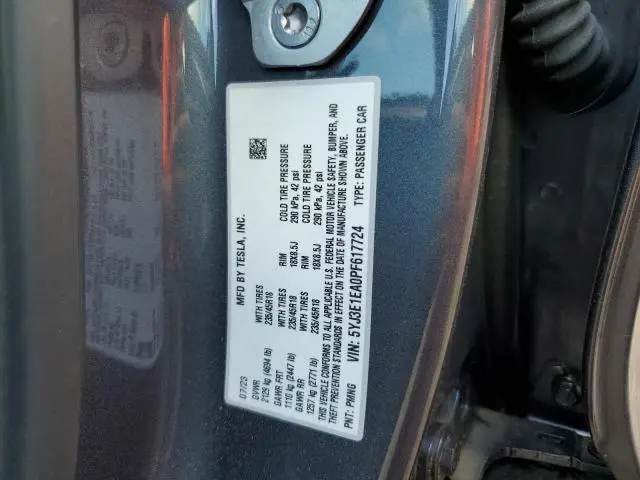 07/23 MFD BY TESLA, INC.
GVWR
2129 kg (4694 lb)
GAWR FRT WITH TIRES RIM COLD TIRE PRESSURE
1110 kg (2447 lb) 235/45R18 18X8.5J 290 kPa, 42 psi
GAWR RR WITH TIRES RIM COLD TIRE PRESSURE
1257 kg (2771 lb) 235/45R18 18X8.5J 290 kPa, 42 psi
THIS VEHICLE CONFORMS TO ALL APPLICABLE U.S. FEDERAL MOTOR VEHICLE SAFETY, BUMPER, AND
THEFT PREVENTION STANDARDS IN EFFECT ON THE DATE OF MANUFACTURE SHOWN ABOVE.
PNT: PMNG VIN: 5YJ3E1EA0PF617724 TYPE: PASSENGER CAR